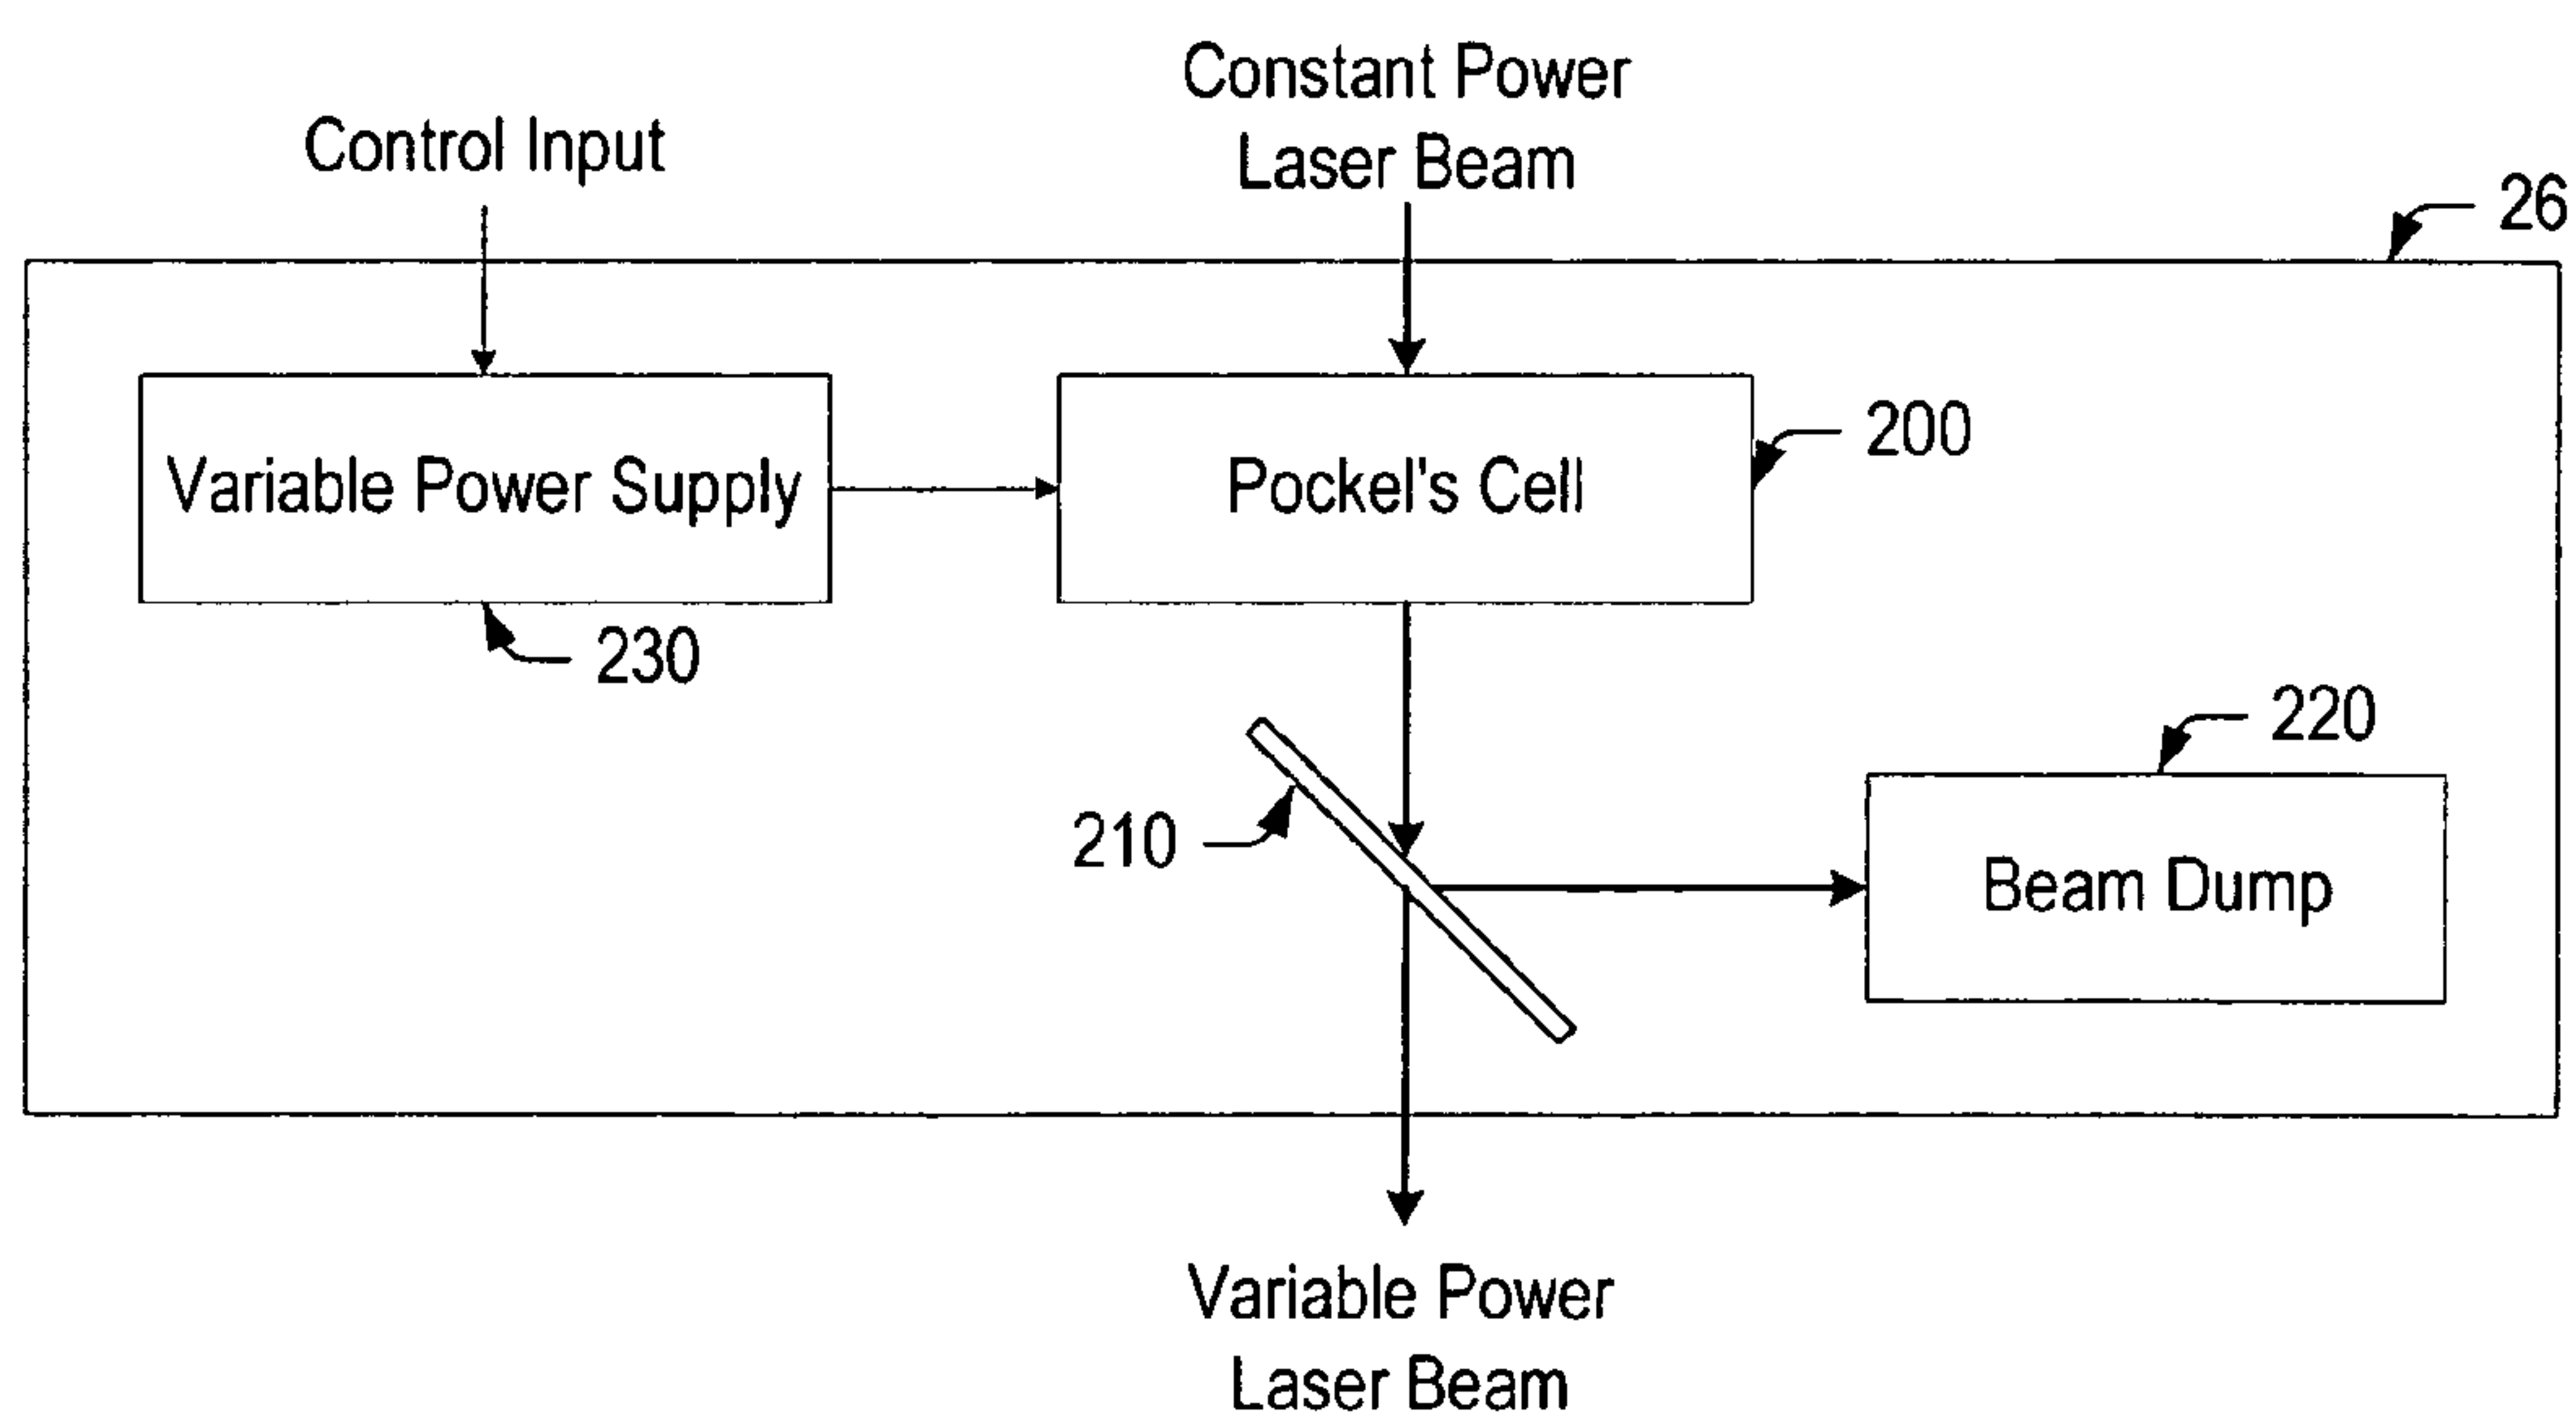 Constant Power
Laser Beam
Control Input
26
Variable Power Supply
Pockel's Cell
200
230
220
210
Beam Dump
Variable Power
Laser Beam